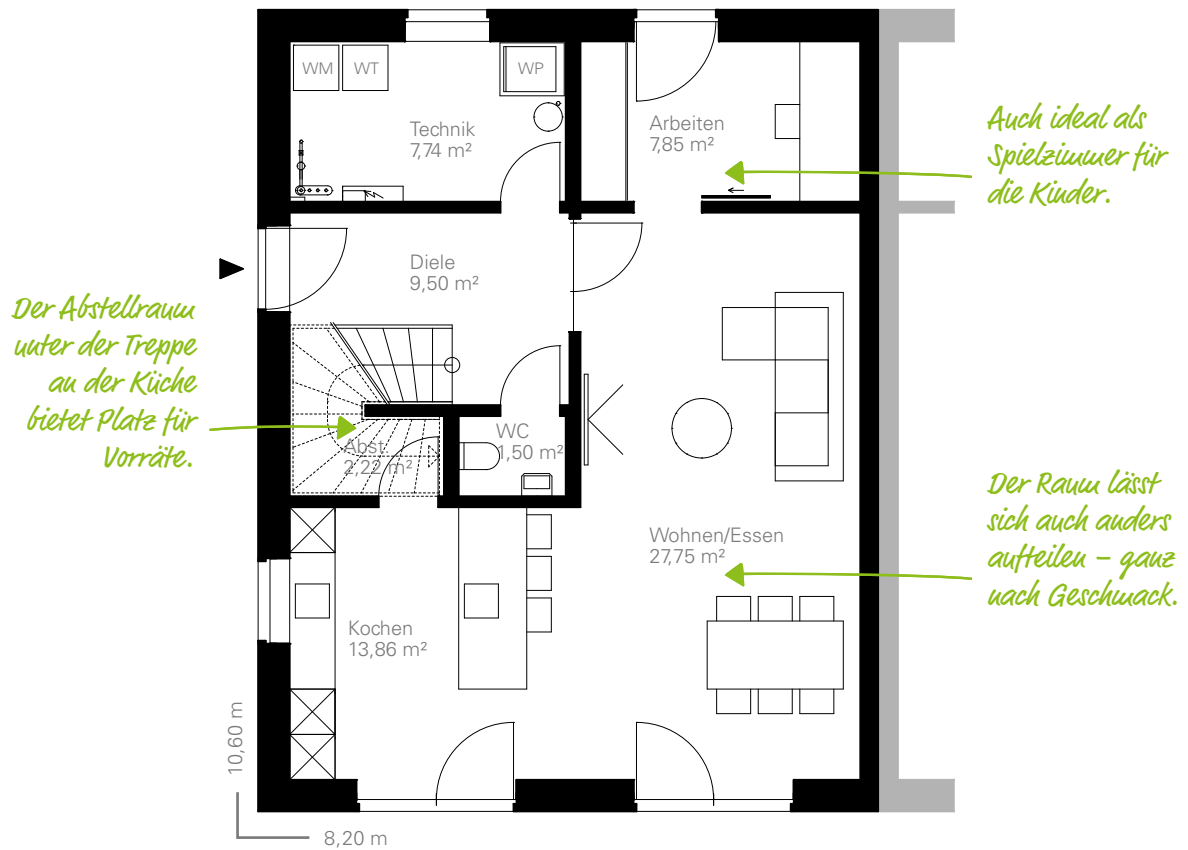 WM
WT
WP
Technik
7,74 m²
Arbeiten
7,85 m²
Auch ideal als
Spielzimmer für
die Kinder.
Diele
9,50 m²
Der Abstellraum
unter der Treppe
an der Küche
bietet Platz für
Vorräte.
Abst.
2,22 m²
WC
1,50 m²
Wohnen/Essen
27,75 m²
Der Raum lässt
sich auch anders
aufteilen – ganz
nach Geschmack.
Kochen
13,86 m²
10,60 m
8,20 m